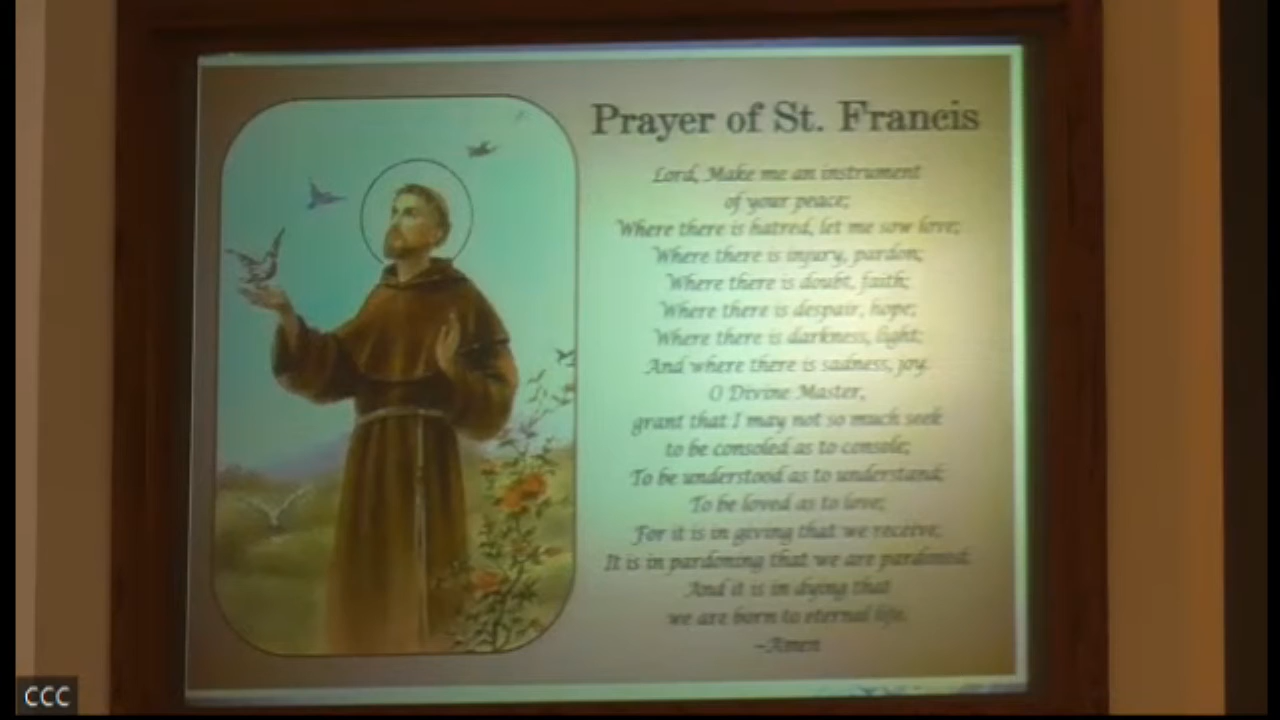 Prayer of St. Francis
Lord, Make me an instrument
of your peace;
Where there is hatred, let me sow love;
Where there is injury, pardon;
Where there is doubt, faith;
Where there is despair, hope;
Where there is darkness, light;
And where there is sadness, joy.
O Divine Master,
grant that I may not so much seek
to be consoled as to console;
To be understood as to understand;
To be loved as to love;
For it is in giving that we receive;
It is in pardoning that we are pardoned;
And it is in dying that
we are born to eternal life.
~Amen
CCC